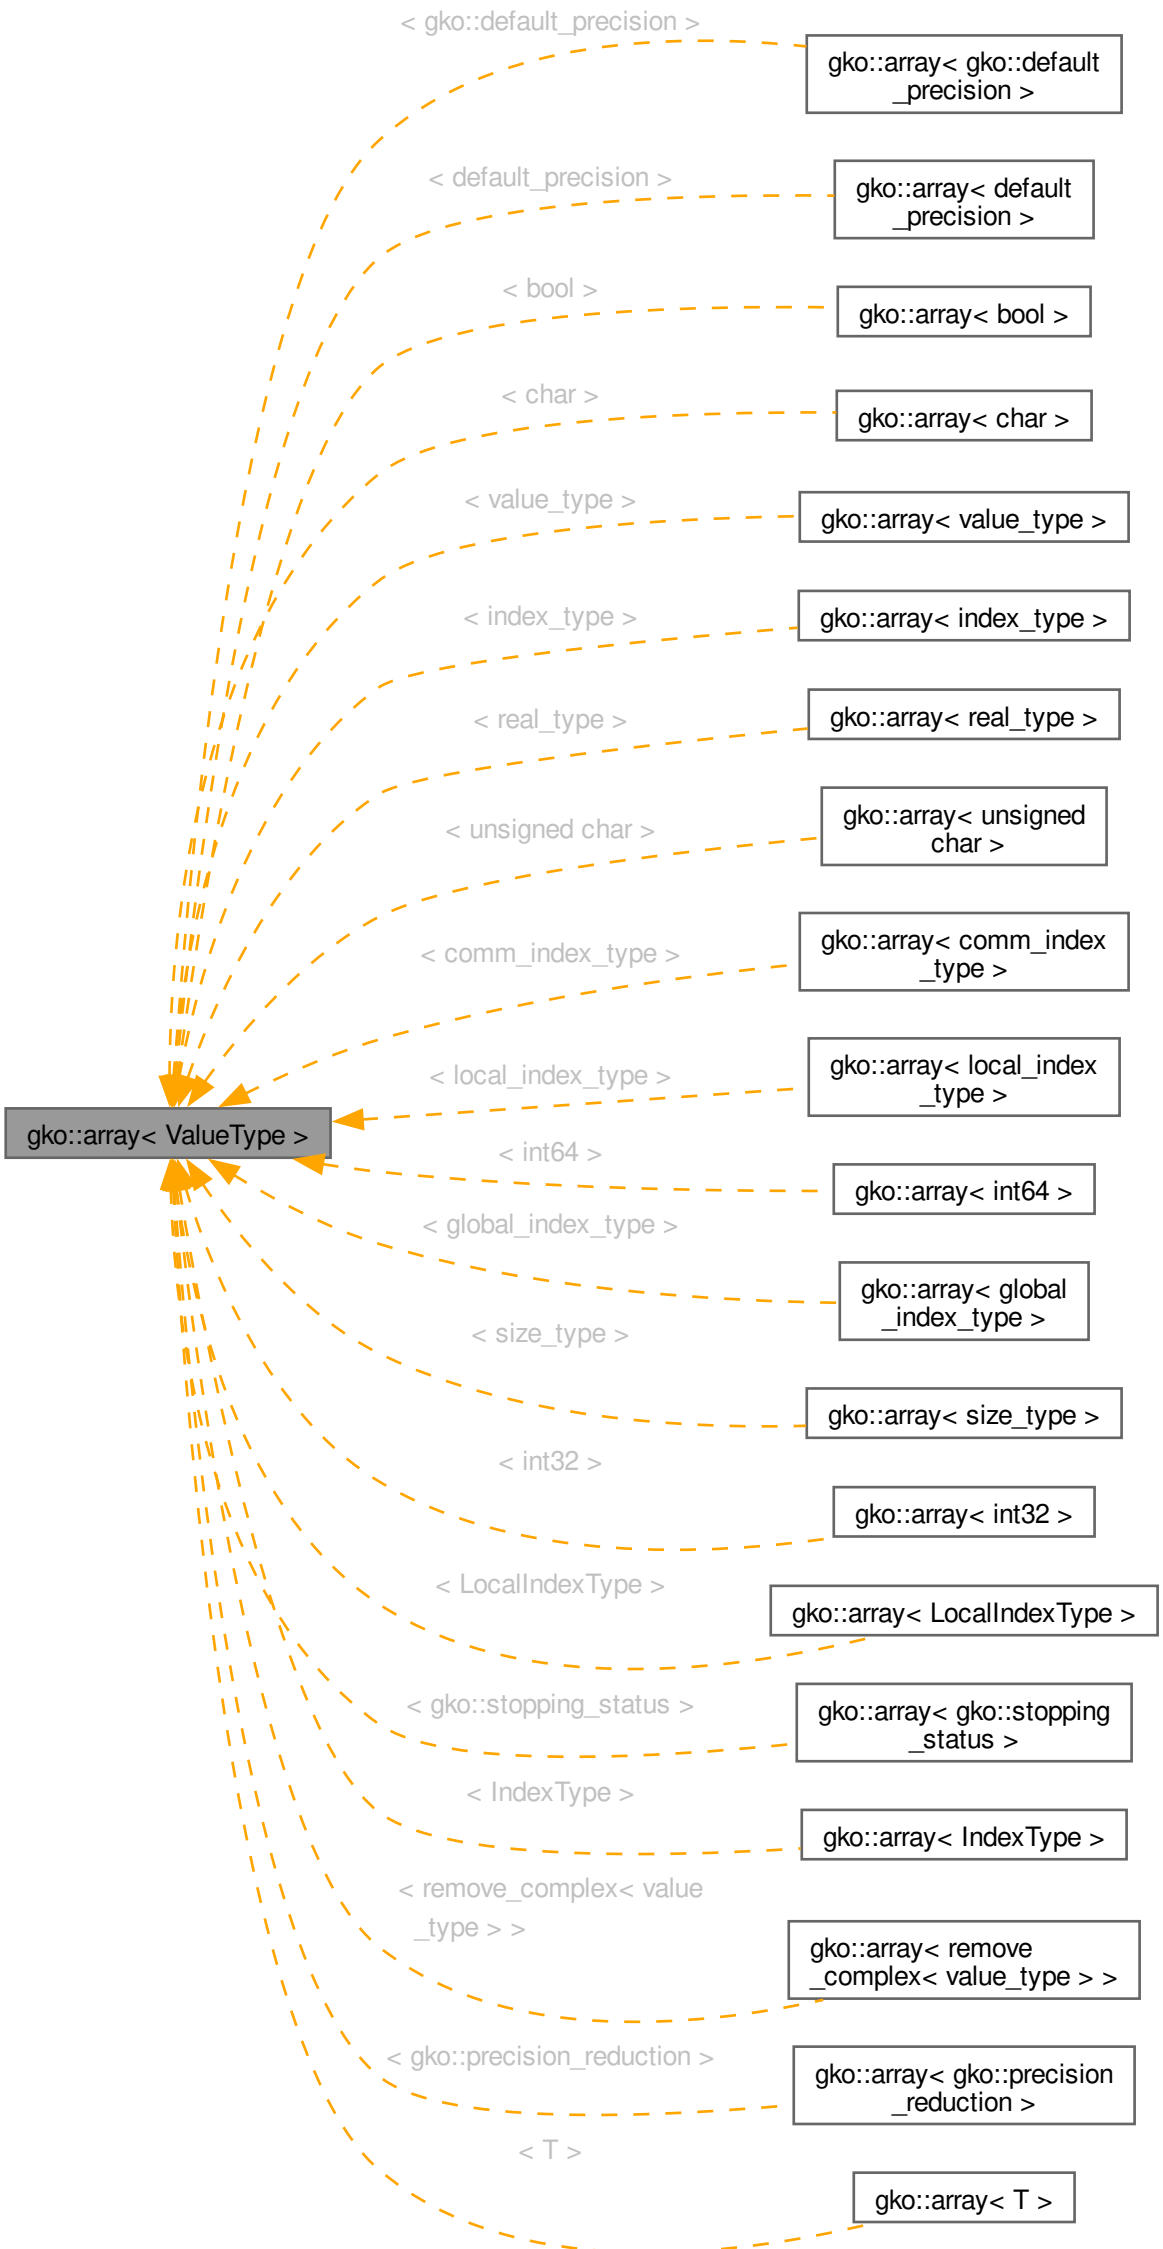 < gko::default_precision >
gko::array< gko::default
_precision >
< default_precision >
gko::array< default
_precision >
< bool >
gko::array< bool >
< char >
gko::array< char >
< value_type >
gko::array< value_type >
< index_type >
gko::array< index_type >
< real_type >
gko::array< real_type >
< unsigned char >
gko::array< unsigned
char >
< comm_index_type >
gko::array< comm_index
_type >
< local_index_type >
gko::array< local_index
_type >
gko::array< ValueType >
< int64 >
gko::array< int64 >
< global_index_type >
gko::array< global
_index_type >
< size_type >
gko::array< size_type >
< int32 >
gko::array< int32 >
< LocalIndexType >
gko::array< LocalIndexType >
< gko::stopping_status >
gko::array< gko::stopping
_status >
< IndexType >
gko::array< IndexType >
< remove_complex< value
_type > >
gko::array< remove
_complex< value_type > >
< gko::precision_reduction >
gko::array< gko::precision
_reduction >
< T >
gko::array< T >